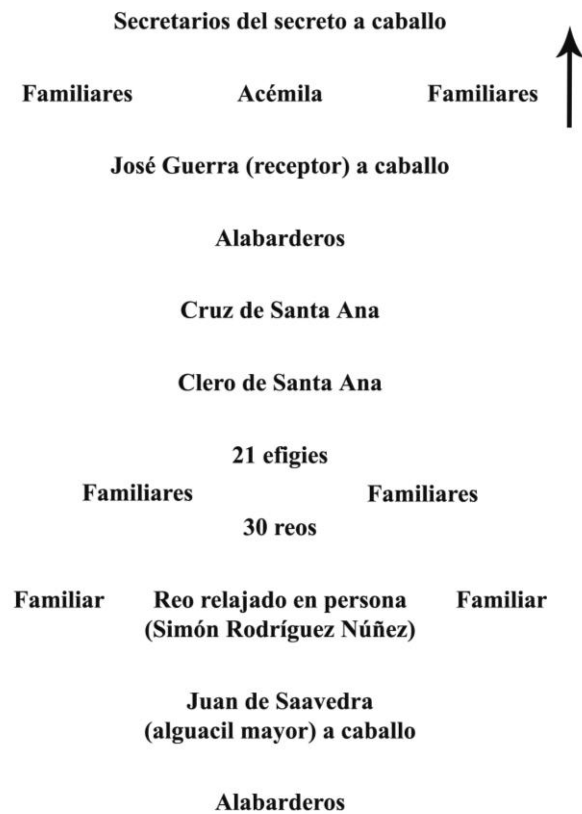 Secretarios del secreto a caballo
Familiares Acémila Familiares
José Guerra (receptor) a caballo
Alabarderos
Cruz de Santa Ana
Clero de Santa Ana
21 efigies
Familiares Familiares
30 reos
Familiar Reo relajado en persona Familiar
(Simón Rodríguez Núñez)
Juan de Saavedra
(alguacil mayor) a caballo
Alabarderos